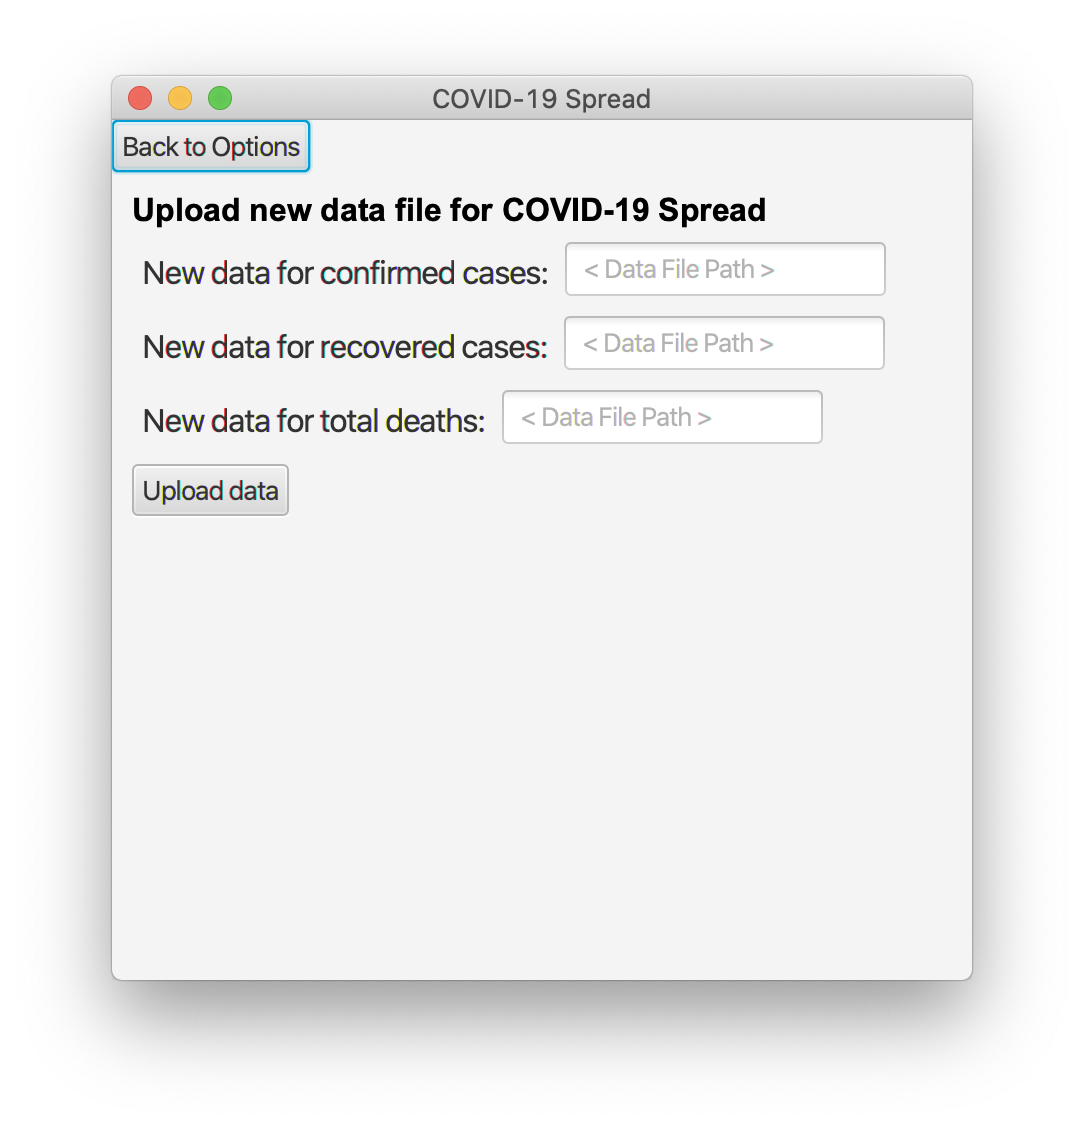 COVID-19 Spread
Back to Options
Upload new data file for COVID-19 Spread
New data for confirmed cases: < Data File Path >
New data for recovered cases: < Data File Path >
New data for total deaths: < Data File Path >
Upload data